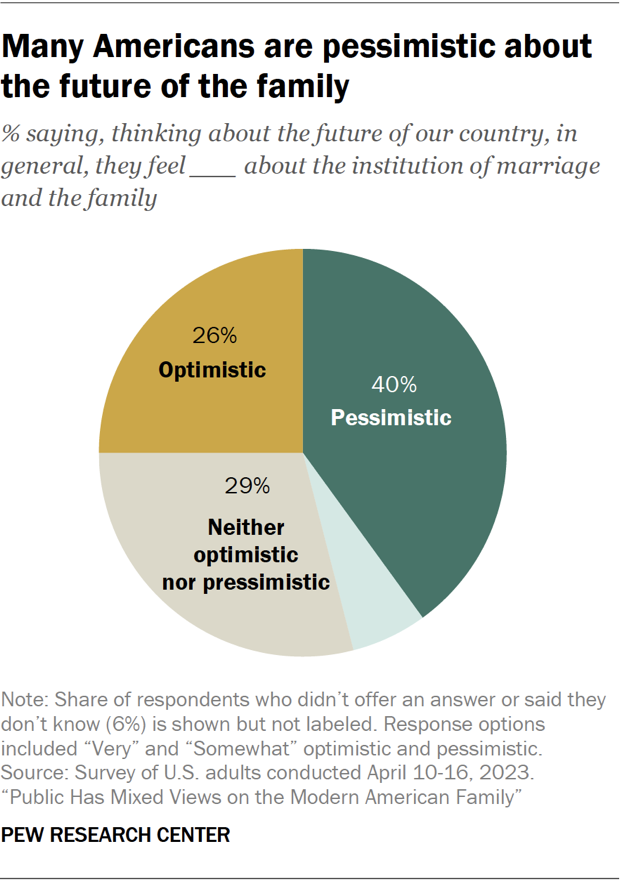 Many Americans are pessimistic about
the future of the family
% saying, thinking about the future of our country, in
general, they feel ____ about the institution of marriage
and the family
26%
Optimistic
40%
Pessimistic
29%
Neither
optimistic
nor pressimistic
Note: Share of respondents who didn’t offer an answer or said they
don’t know (6%) is shown but not labeled. Response options
included “Very” and “Somewhat” optimistic and pessimistic.
Source: Survey of U.S. adults conducted April 10-16, 2023.
“Public Has Mixed Views on the Modern American Family”
PEW RESEARCH CENTER